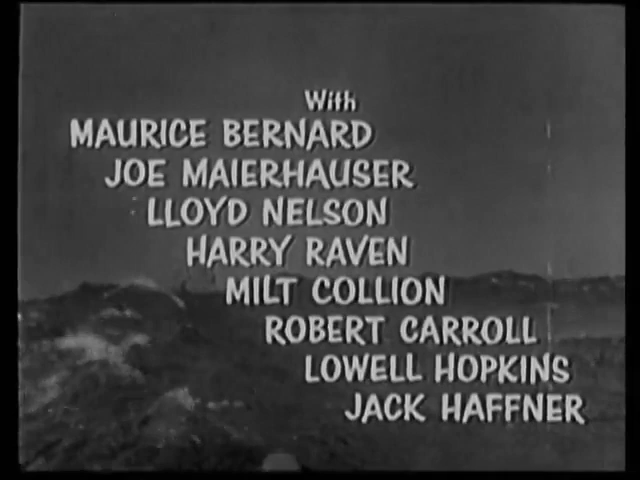 With
MAURICE BERNARD
JOE MAIERHAUSER
LLOYD NELSON
HARRY RAVEN
MILT COLLION
ROBERT CARROLL
LOWELL HOPKINS
JACK HAFFNER